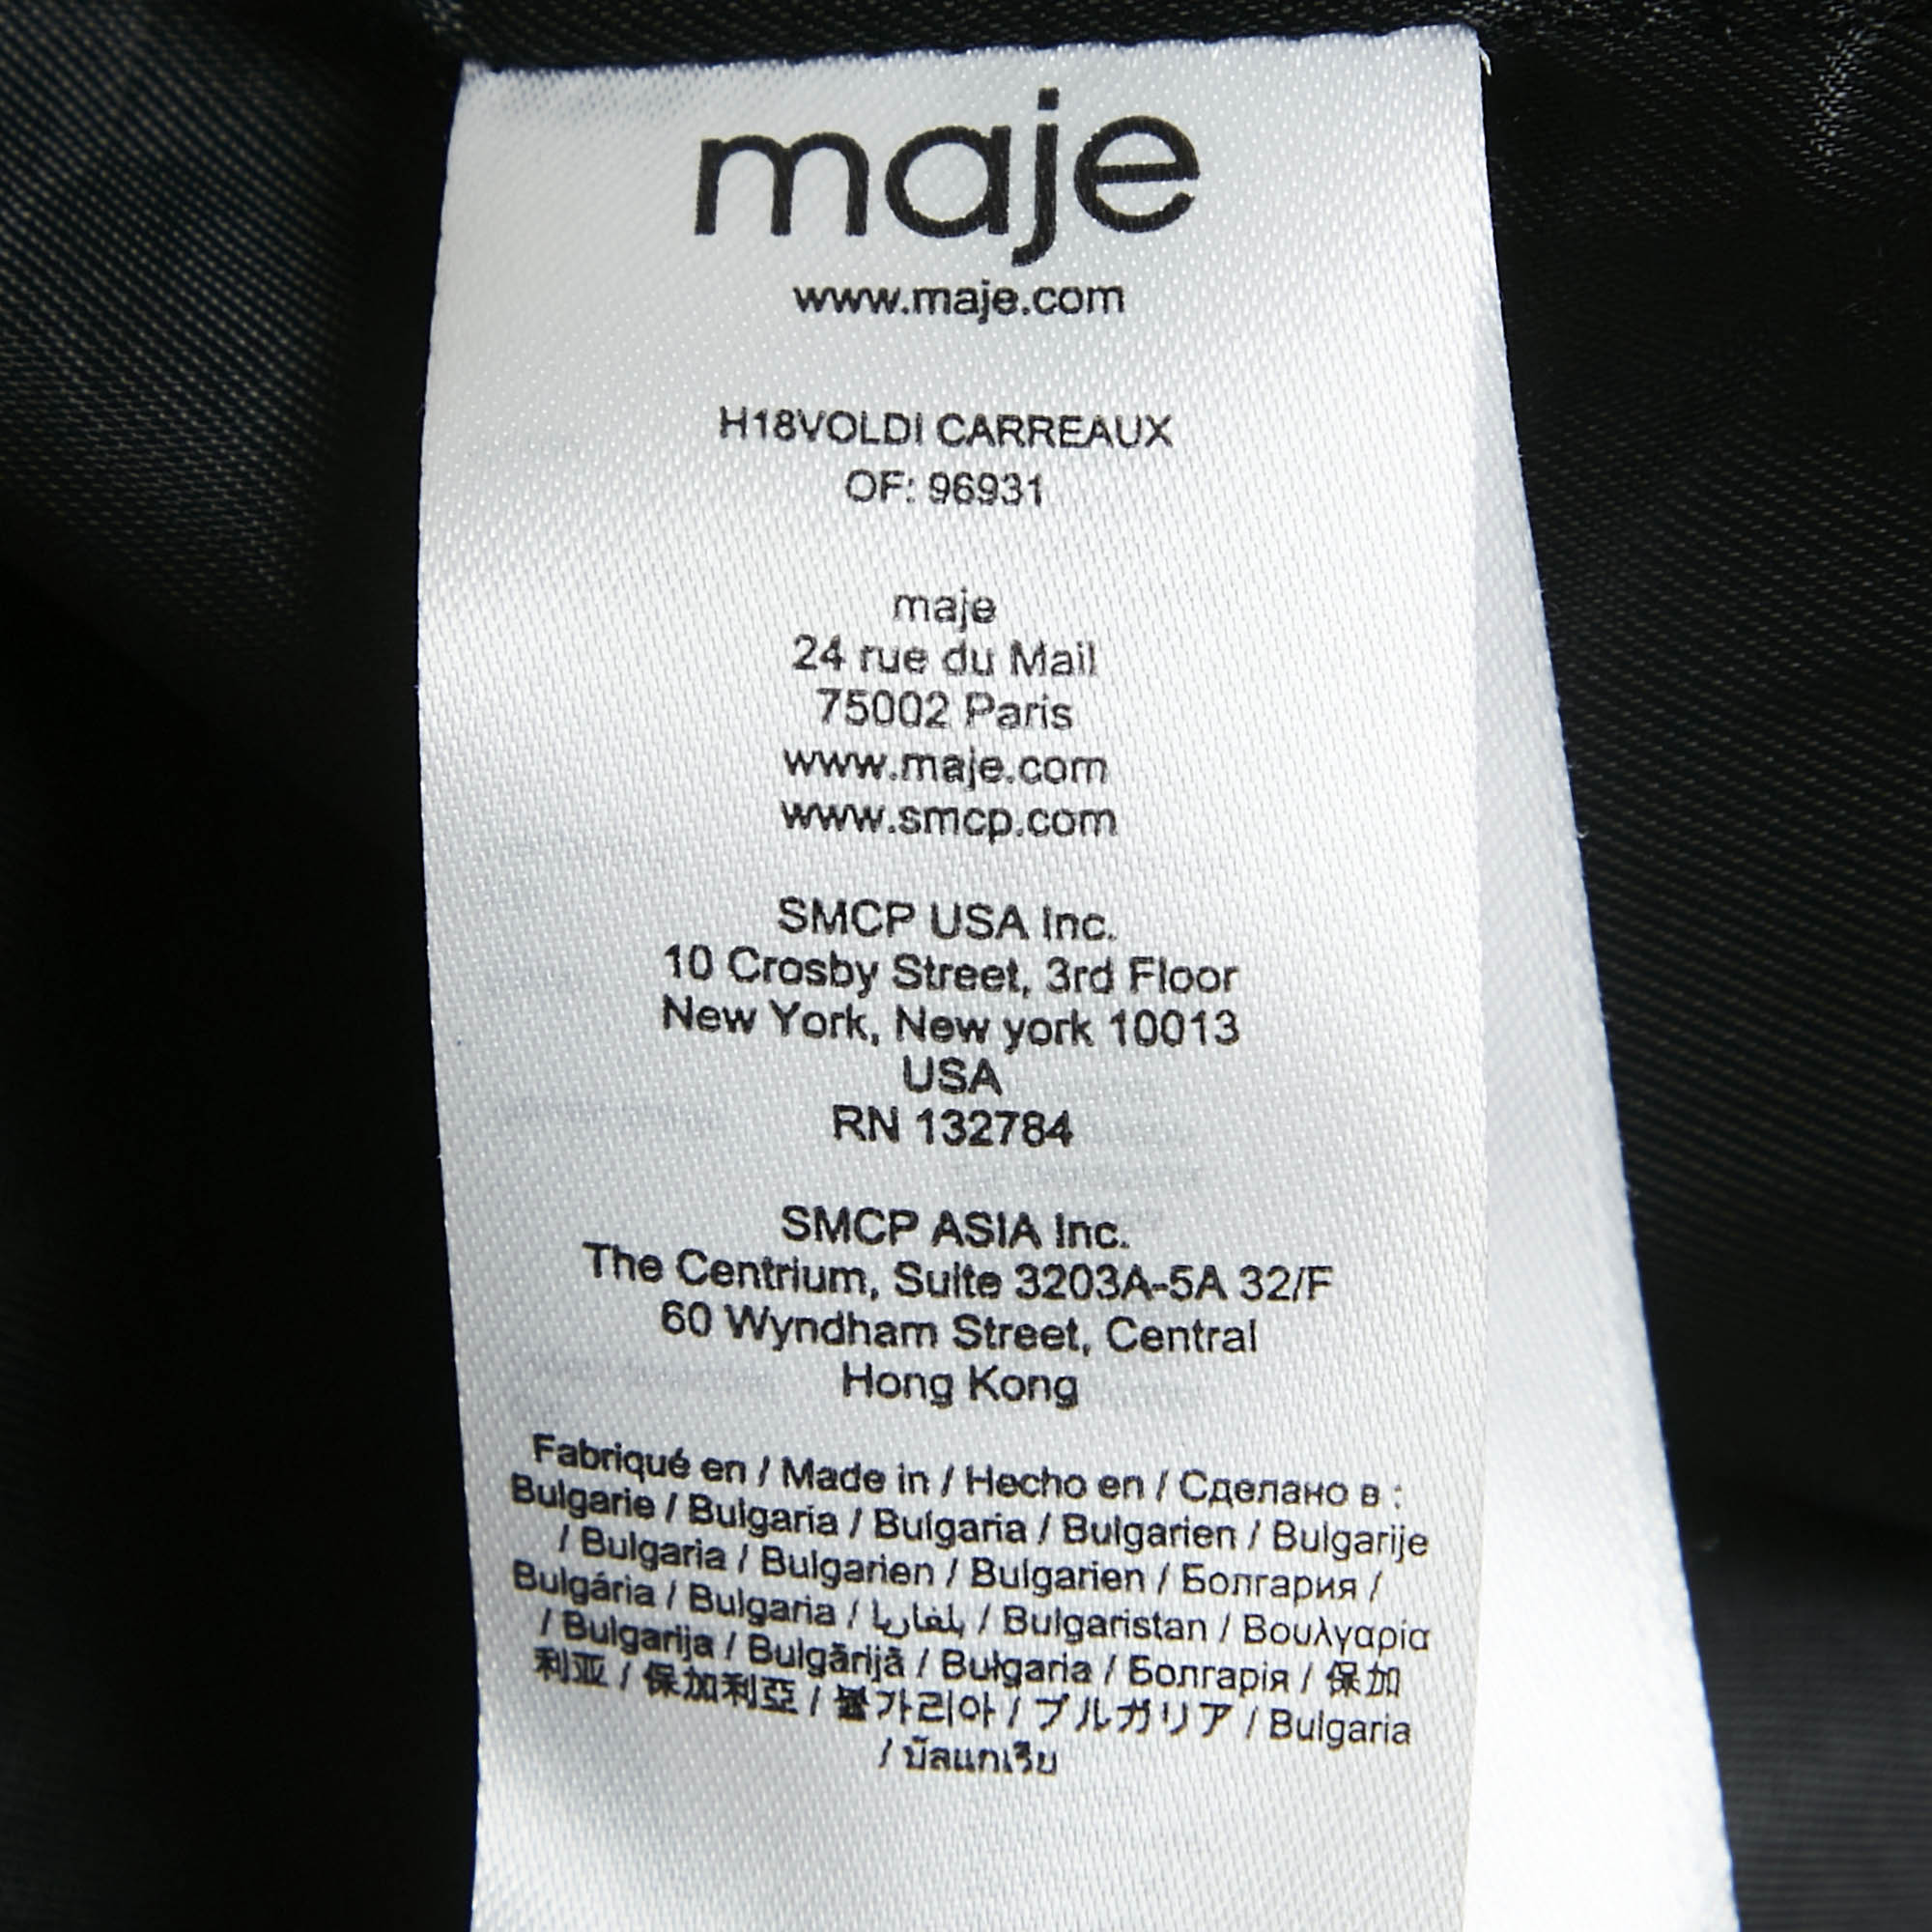 maje
www.maje.com
H18VOLDI CARREAUX
OF: 96931
maje
24 rue du Mail
75002 Paris
www.maje.com
www.smcp.com
SMCP USA Inc.
10 Crosby Street, 3rd Floor
New York, New york 10013
USA
RN 132784
SMCP ASIA Inc.
The Centrium, Suite 3203A-5A 32/F
60 Wyndham Street, Central
Hong Kong
Fabriqué en / Made in / Hecho en / Сделано в :
Bulgarie / Bulgaria / Bulgaria / Bulgarien / Bulgarije
/ Bulgaria / Bulgarien / Bulgarien / Болгария /
Bulgária / Bulgaria / بلغاريا / Bulgaristan / Βουλγαρία
/ Bulgarija / Bulgārijā / Bułgaria / Болгарія / 保加
利亚 / 保加利亞 / 불가리아 / ブルガリア / Bulgaria
/ บัลแกเรีย